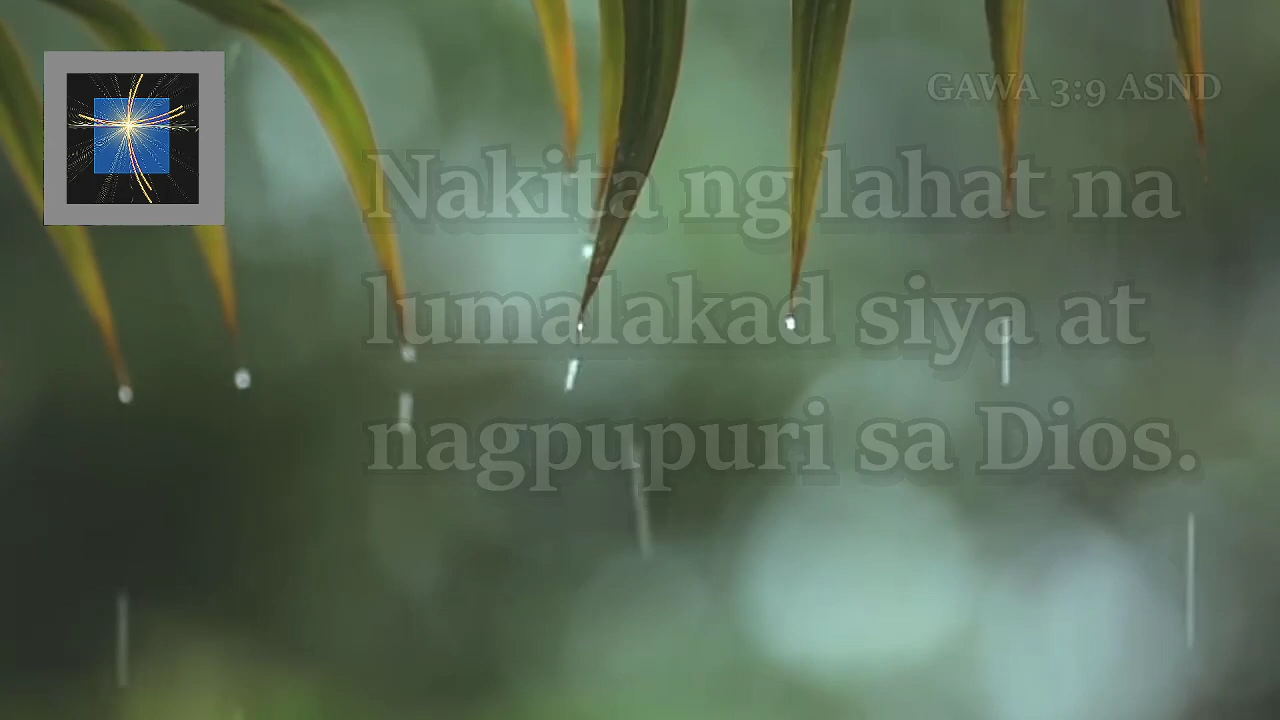 GAWA 3:9 ASND
Nakita ng lahat na
lumalakad siya at
nagpupuri sa Dios.